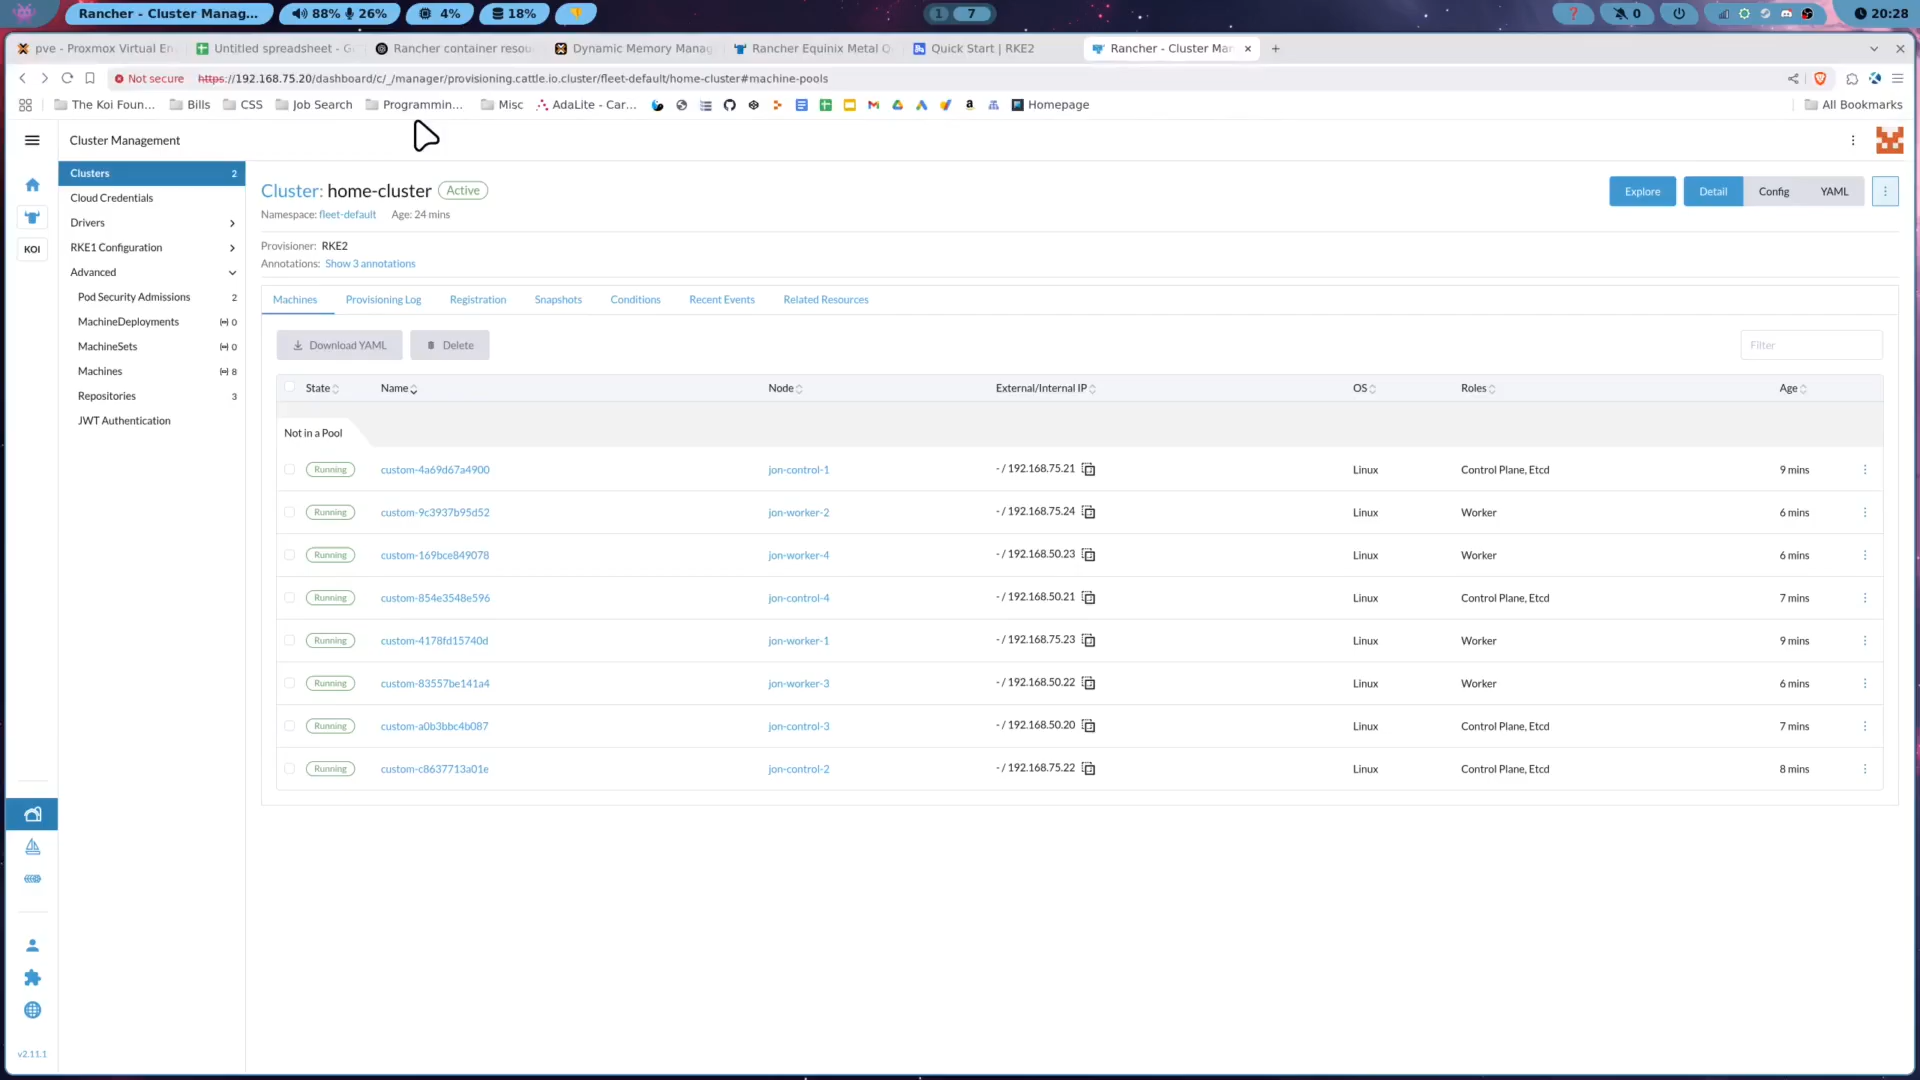 Rancher - Cluster Manag...
88% 26%
4%
18%
1 7
0
20:28
pve - Proxmox Virtual En
Untitled spreadsheet - G
Rancher container resou
Dynamic Memory Manag
Rancher Equinix Metal Q
Quick Start | RKE2
Rancher - Cluster Man
Not secure
https://192.168.75.20/dashboard/c/_/manager/provisioning.cattle.io.cluster/fleet-default/home-cluster#machine-pools
The Koi Foun...
Bills
CSS
Job Search
Programmin...
Misc
AdaLite - Car...
Homepage
All Bookmarks
Cluster Management
KOI
v2.11.1
Clusters 2
Cloud Credentials
Drivers
RKE1 Configuration
Advanced
Pod Security Admissions 2
MachineDeployments 0
MachineSets 0
Machines 8
Repositories 3
JWT Authentication
Cluster: home-cluster Active
Namespace: fleet-default Age: 24 mins
Explore Detail Config YAML
Provisioner: RKE2
Annotations: Show 3 annotations
Machines Provisioning Log Registration Snapshots Conditions Recent Events Related Resources
Download YAML Delete Filter
State Name Node External/Internal IP OS Roles Age
Not in a Pool
Running custom-4a69d67a4900 jon-control-1 - / 192.168.75.21 Linux Control Plane, Etcd 9 mins
Running custom-9c3937b95d52 jon-worker-2 - / 192.168.75.24 Linux Worker 6 mins
Running custom-169bce849078 jon-worker-4 - / 192.168.50.23 Linux Worker 6 mins
Running custom-854e3548e596 jon-control-4 - / 192.168.50.21 Linux Control Plane, Etcd 7 mins
Running custom-4178fd15740d jon-worker-1 - / 192.168.75.23 Linux Worker 9 mins
Running custom-83557be141a4 jon-worker-3 - / 192.168.50.22 Linux Worker 6 mins
Running custom-a0b3bbc4b087 jon-control-3 - / 192.168.50.20 Linux Control Plane, Etcd 7 mins
Running custom-c8637713a01e jon-control-2 - / 192.168.75.22 Linux Control Plane, Etcd 8 mins